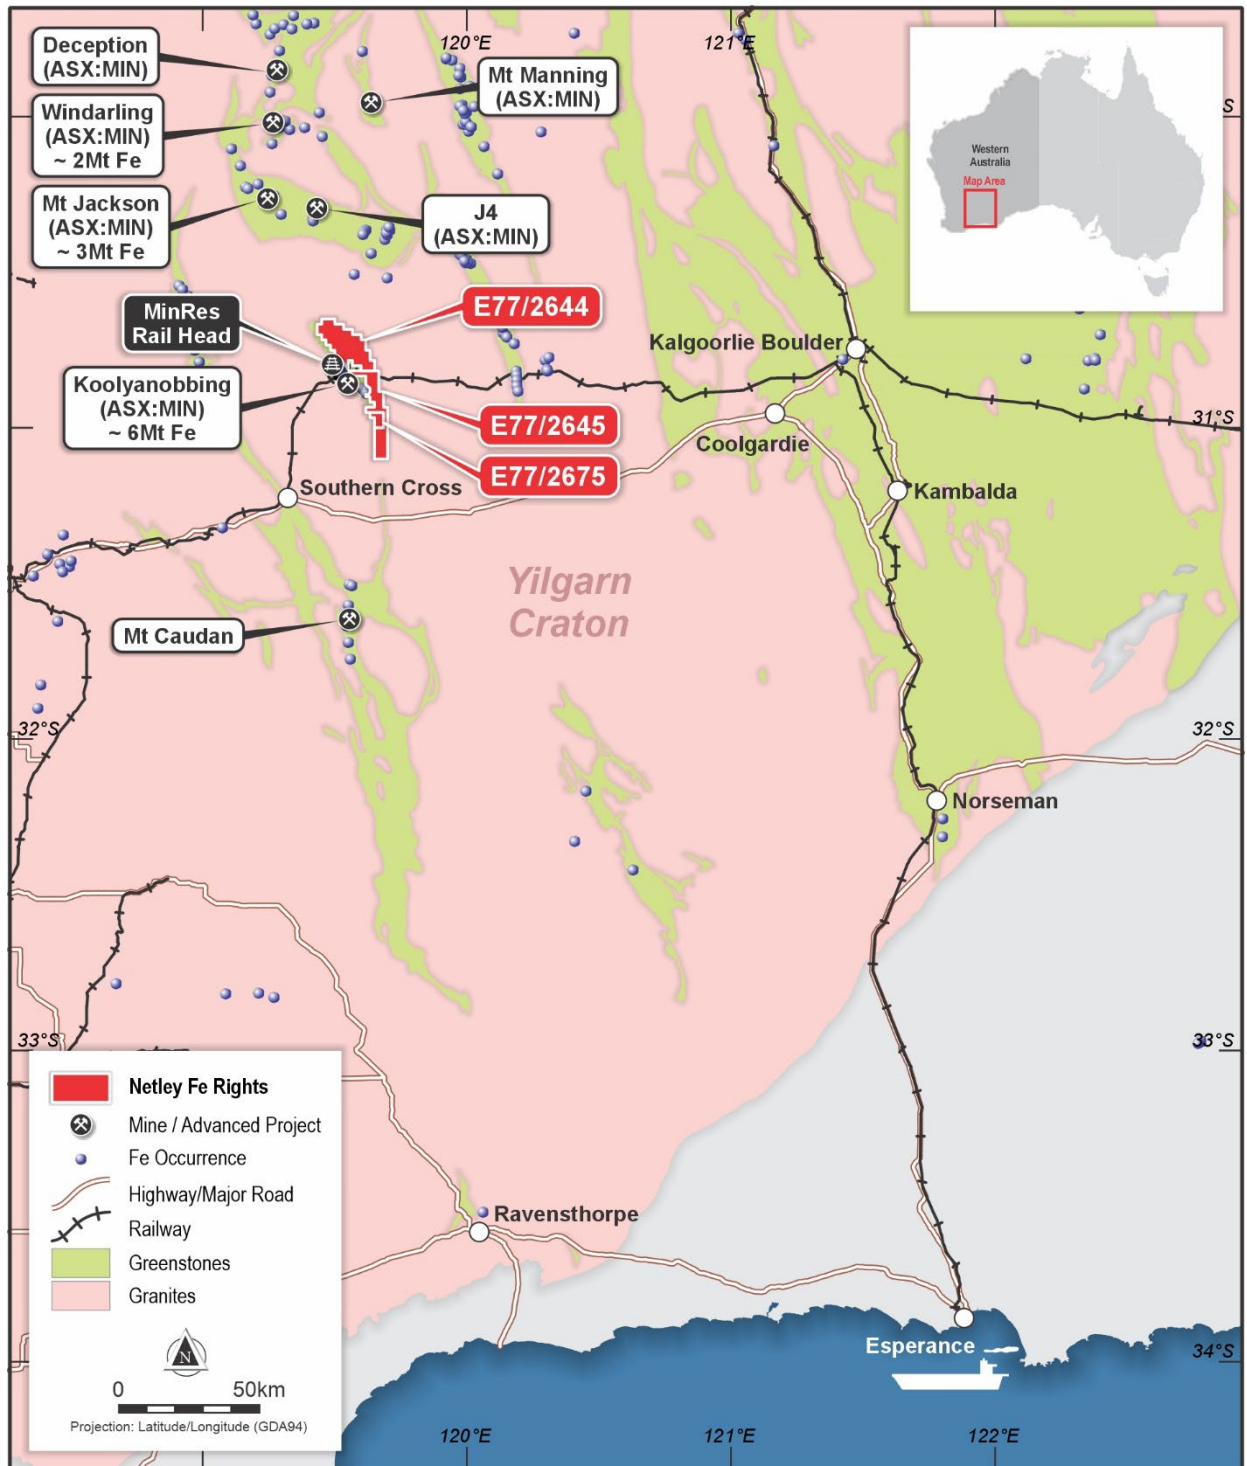 120°E
121°E
Deception
(ASX:MIN)
Mt Manning
(ASX:MIN)
Windarling
(ASX:MIN)
~ 2Mt Fe
Mt Jackson
(ASX:MIN)
~ 3Mt Fe
J4
(ASX:MIN)
Western
Australia
Map Area
S
MinRes
Rail Head
E77/2644
Kalgoorlie Boulder
Koolyanobbing
(ASX:MIN)
~ 6Mt Fe
E77/2645
31°S
Coolgardie
E77/2675
Southern Cross
Kambalda
Yilgarn
Craton
Mt Caudan
32°S
32°S
Norseman
33°S
33°S
Netley Fe Rights
Mine / Advanced Project
Fe Occurrence
Highway/Major Road
Railway
Greenstones
Granites
N
0 50km
Projection: Latitude/Longitude (GDA94)
Ravensthorpe
Esperance
34°S
120°E
121°E
122°E